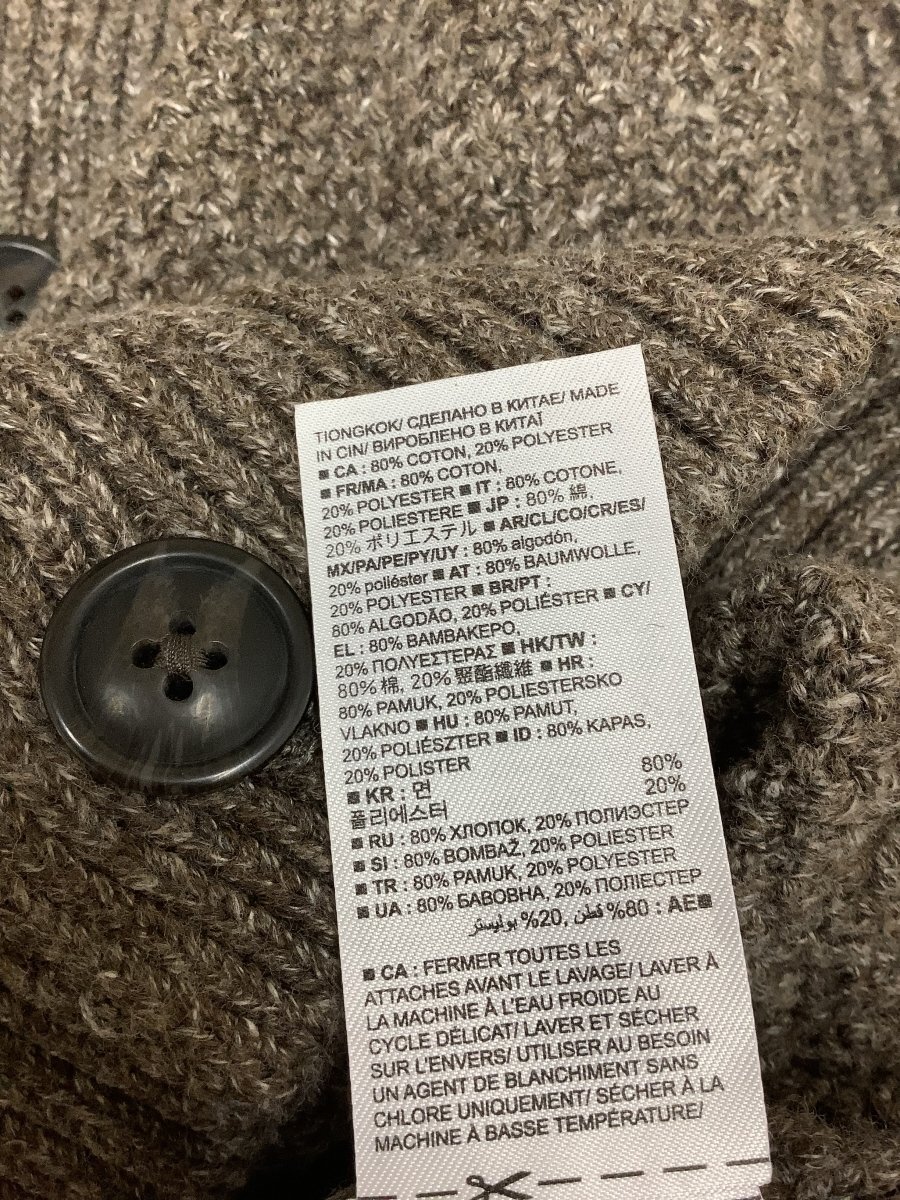 TIONGKOK/ СДЕЛАНО В КИТАЕ/ MADE
IN CIN/ ВИРОБЛЕНО В КИТАЇ
■ CA : 80% COTON, 20% POLYESTER
■ FR/MA : 80% COTON,
20% POLYESTER ■ IT : 80% COTONE,
20% POLIESTERE ■ JP : 80% 綿,
20% ポリエステル ■ AR/CL/CO/CR/ES/
MX/PA/PE/PY/UY : 80% algodón,
20% poliéster ■ AT : 80% BAUMWOLLE,
20% POLYESTER ■ BR/PT :
80% ALGODÃO, 20% POLIÉSTER ■ CY/
EL : 80% ΒΑΜΒΑΚΕΡΟ,
20% ΠΟΛΥΕΣΤΕΡΑΣ ■ HK/TW :
80% 棉, 20% 聚酯纖維 ■ HR :
80% PAMUK, 20% POLIESTERSKO
VLAKNO ■ HU : 80% PAMUT,
20% POLIÉSZTER ■ ID : 80% KAPAS,
20% POLISTER
■ KR : 면 80%
폴리에스터 20%
■ RU : 80% ХЛОПОК, 20% ПОЛИЭСТЕР
■ SI : 80% BOMBAŽ, 20% POLIESTER
■ TR : 80% PAMUK, 20% POLYESTER
■ UA : 80% БАВОВНА, 20% ПОЛІЕСТЕР
■AE : 80% قطن, 20% بوليستر
■ CA : FERMER TOUTES LES
ATTACHES AVANT LE LAVAGE/ LAVER À
LA MACHINE À L'EAU FROIDE AU
CYCLE DÉLICAT/ LAVER ET SÉCHER
SUR L'ENVERS/ UTILISER AU BESOIN
UN AGENT DE BLANCHIMENT SANS
CHLORE UNIQUEMENT/ SÉCHER À LA
MACHINE À BASSE TEMPÉRATURE/